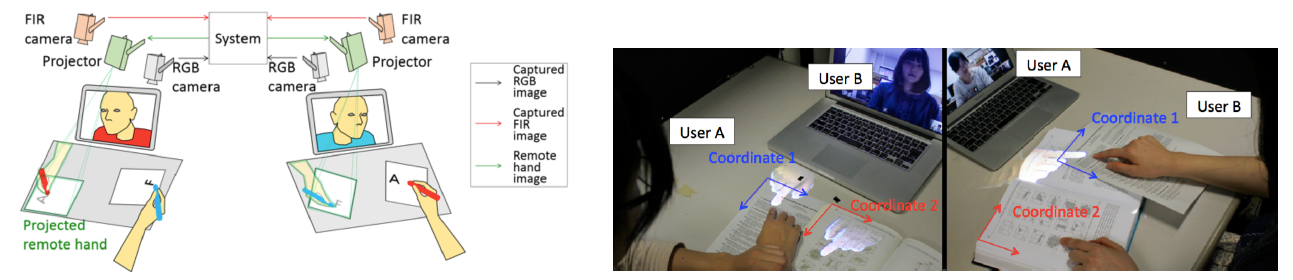 FIR
camera
System
FIR
camera
Projector
Projector
RGB
camera
RGB
camera
Captured
RGB
image
Captured
FIR
image
Remote
hand
image
A
F
F
A
Projected
remote hand
User B
User A
Coordinate 1
Coordinate 2
User A
User B
Coordinate 1
Coordinate 2